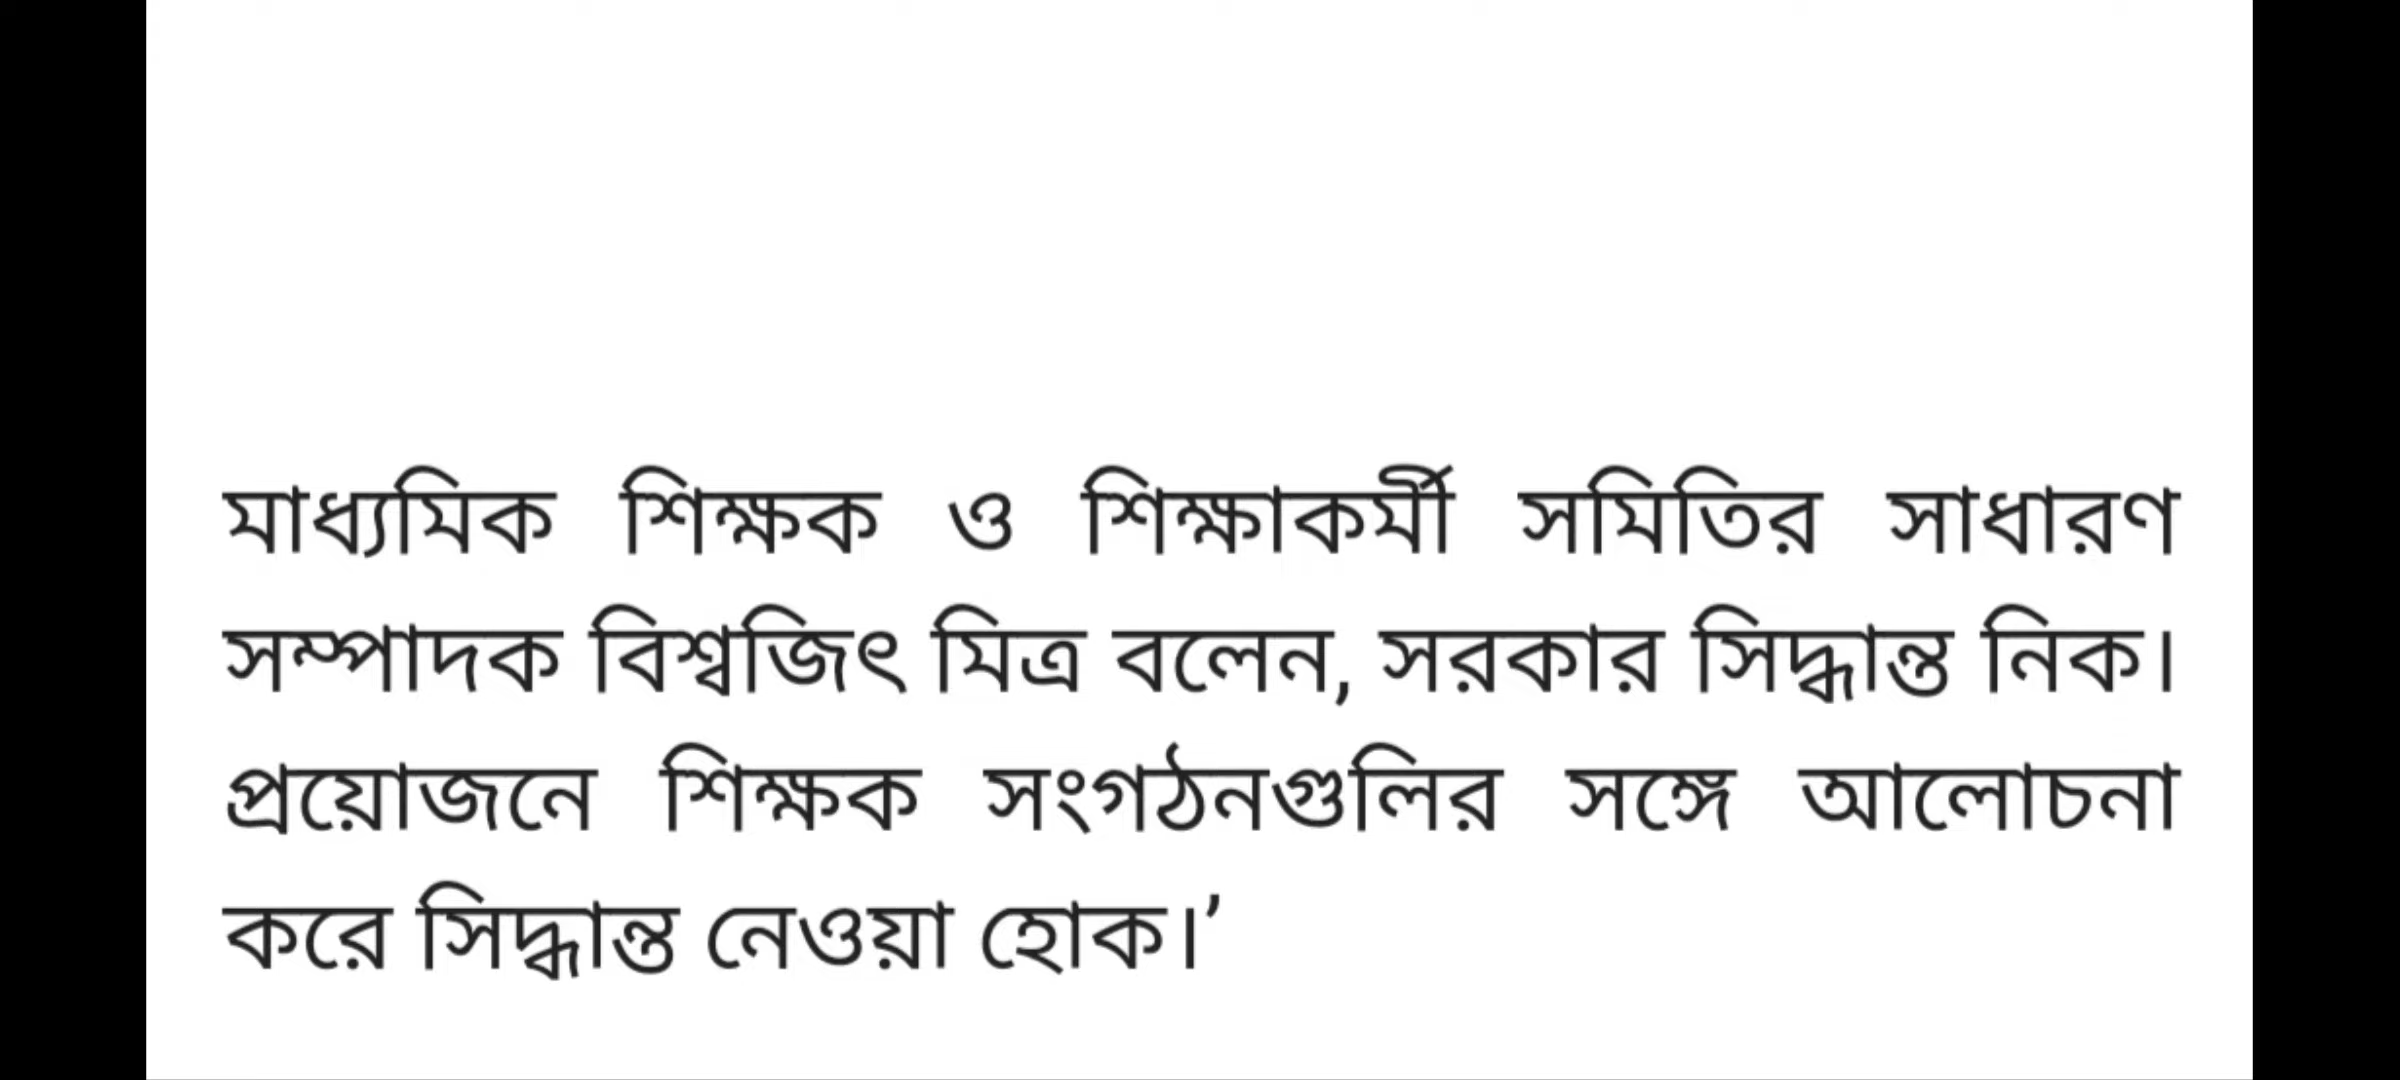 মাধ্যমিক শিক্ষক ও শিক্ষাকর্মী সমিতির সাধারণ
সম্পাদক বিশ্বজিৎ মিত্র বলেন, সরকার সিদ্ধান্ত নিক।
প্রয়োজনে শিক্ষক সংগঠনগুলির সঙ্গে আলোচনা
করে সিদ্ধান্ত নেওয়া হোক।’